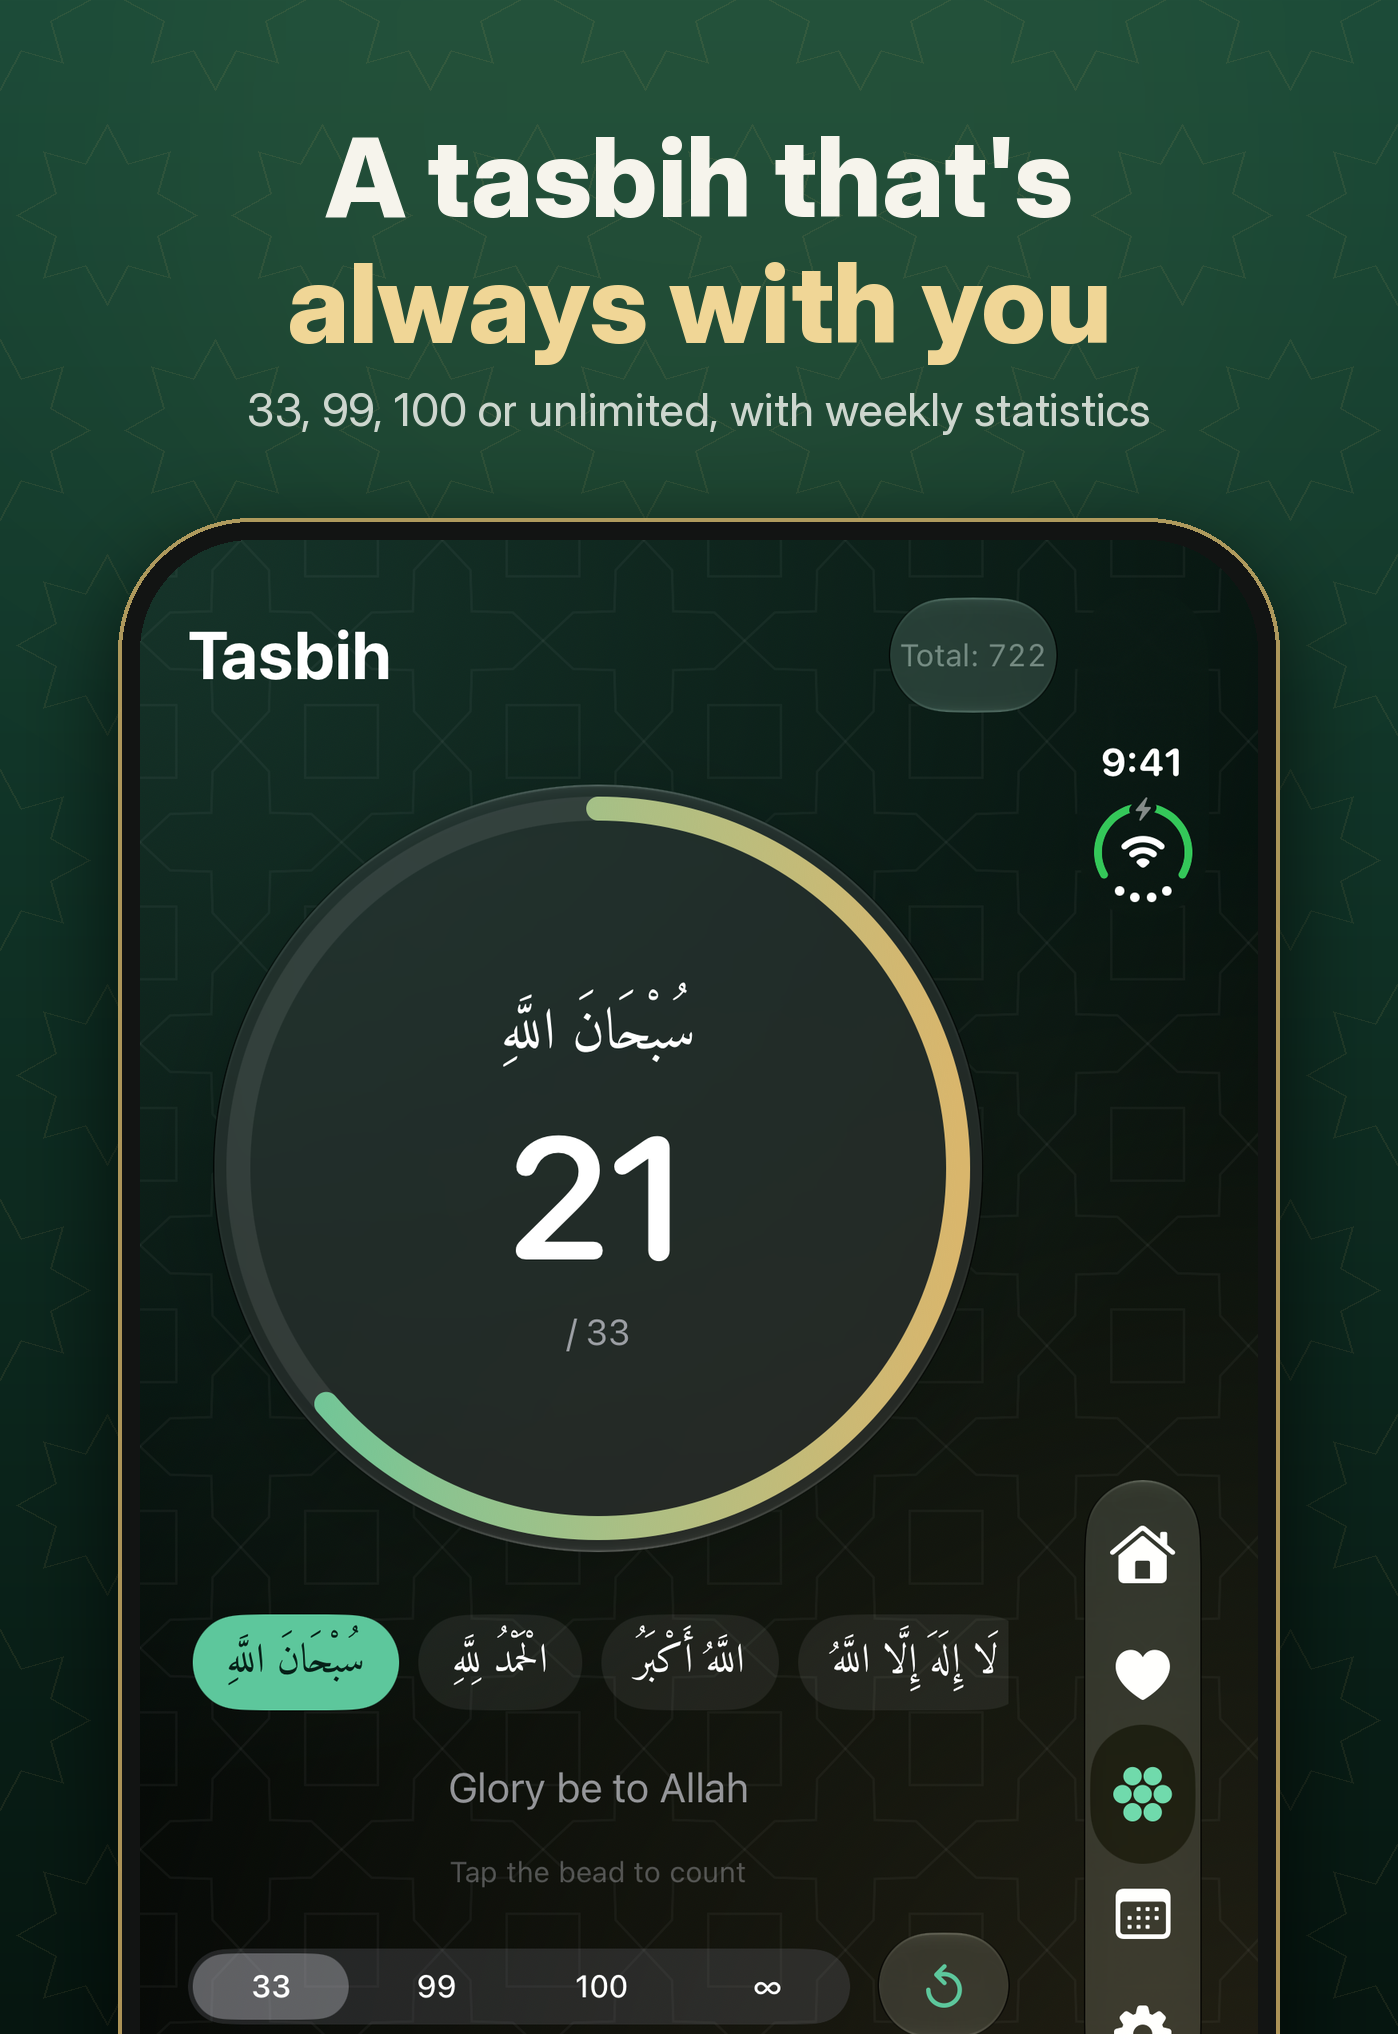 A tasbih that's
always with you
33, 99, 100 or unlimited, with weekly statistics
Tasbih
Total: 722
9:41
سُبْحَانَ اللَّهِ
21
/ 33
سُبْحَانَ اللَّهِ
الْحَمْدُ لِلَّهِ
اللَّهُ أَكْبَرُ
لَا إِلَهَ إِلَّا اللَّهُ
Glory be to Allah
Tap the bead to count
33 99 100 ∞